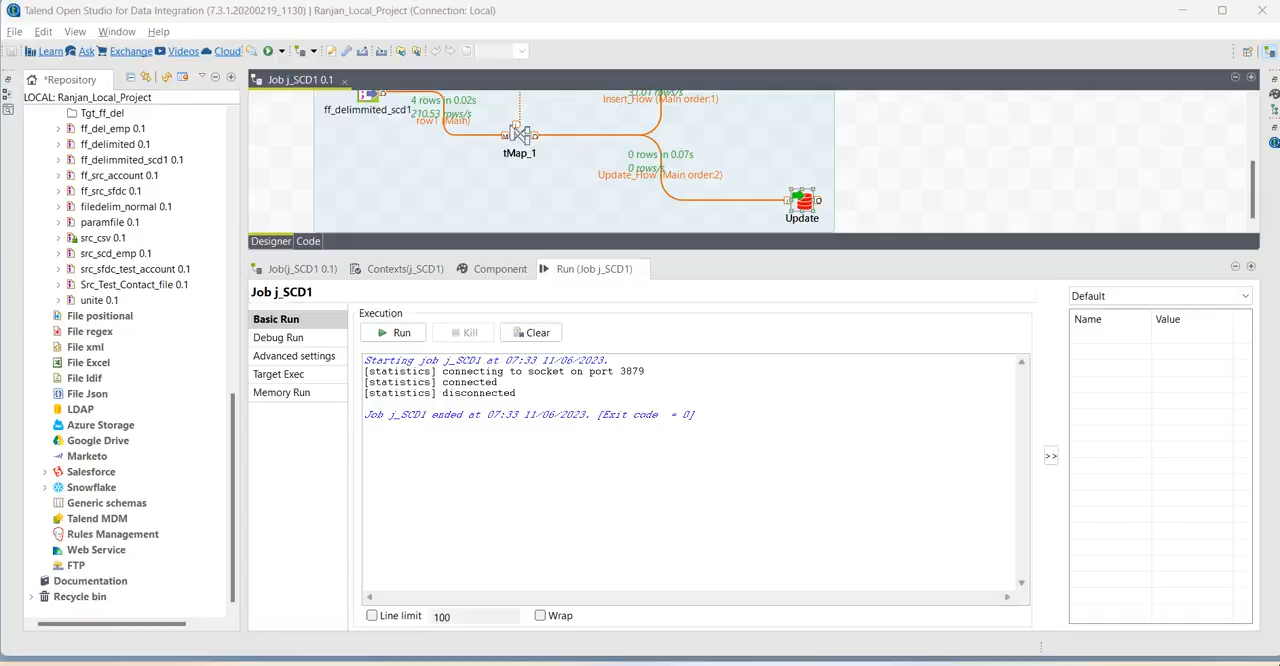 Talend Open Studio for Data Integration (7.3.1.20200219_1130) | Ranjan_Local_Project (Connection: Local)
File Edit View Window Help
Learn Ask Exchange Videos Cloud
*Repository
LOCAL: Ranjan_Local_Project
Tgt_ff_del
ff_del_emp 0.1
ff_delimited 0.1
ff_delimmited_scd1 0.1
ff_src_account 0.1
ff_src_sfdc 0.1
filedelim_normal 0.1
paramfile 0.1
src_csv 0.1
src_scd_emp 0.1
src_sfdc_test_account 0.1
Src_Test_Contact_file 0.1
unite 0.1
File positional
File regex
File xml
File Excel
File ldif
File Json
LDAP
Azure Storage
Google Drive
Marketo
Salesforce
Snowflake
Generic schemas
Talend MDM
Rules Management
Web Service
FTP
Documentation
Recycle bin
Job j_SCD1 0.1
ff_delimmited_scd1
4 rows in 0.02s
210.53 rows/s
row1 (Main)
tMap_1
33.01 rows/s
Insert_Flow (Main order:1)
0 rows in 0.07s
0 rows/s
Update_Flow (Main order:2)
Update
Designer Code
Job(j_SCD1 0.1) Contexts(j_SCD1) Component Run (Job j_SCD1)
Job j_SCD1
Basic Run
Debug Run
Advanced settings
Target Exec
Memory Run
Execution
Run Kill Clear
Starting job j_SCD1 at 07:33 11/06/2023.
[statistics] connecting to socket on port 3879
[statistics] connected
[statistics] disconnected
Job j_SCD1 ended at 07:33 11/06/2023. [Exit code = 0]
Line limit 100 Wrap
>>
Default
Name Value